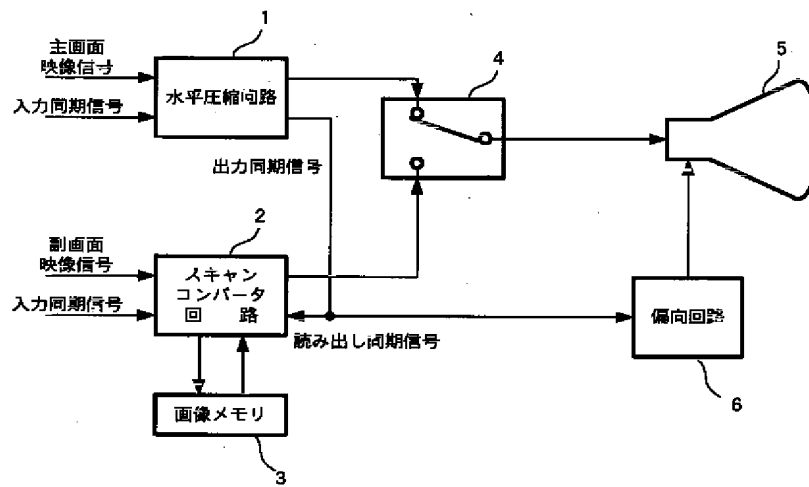 1
主画面
映像信号
入力同期信号
水平圧縮回路
4
5
出力同期信号
2
副画面
映像信号
入力同期信号
スキャン
コンバータ
回 路
読み出し同期信号
偏向回路
6
画像メモリ
3